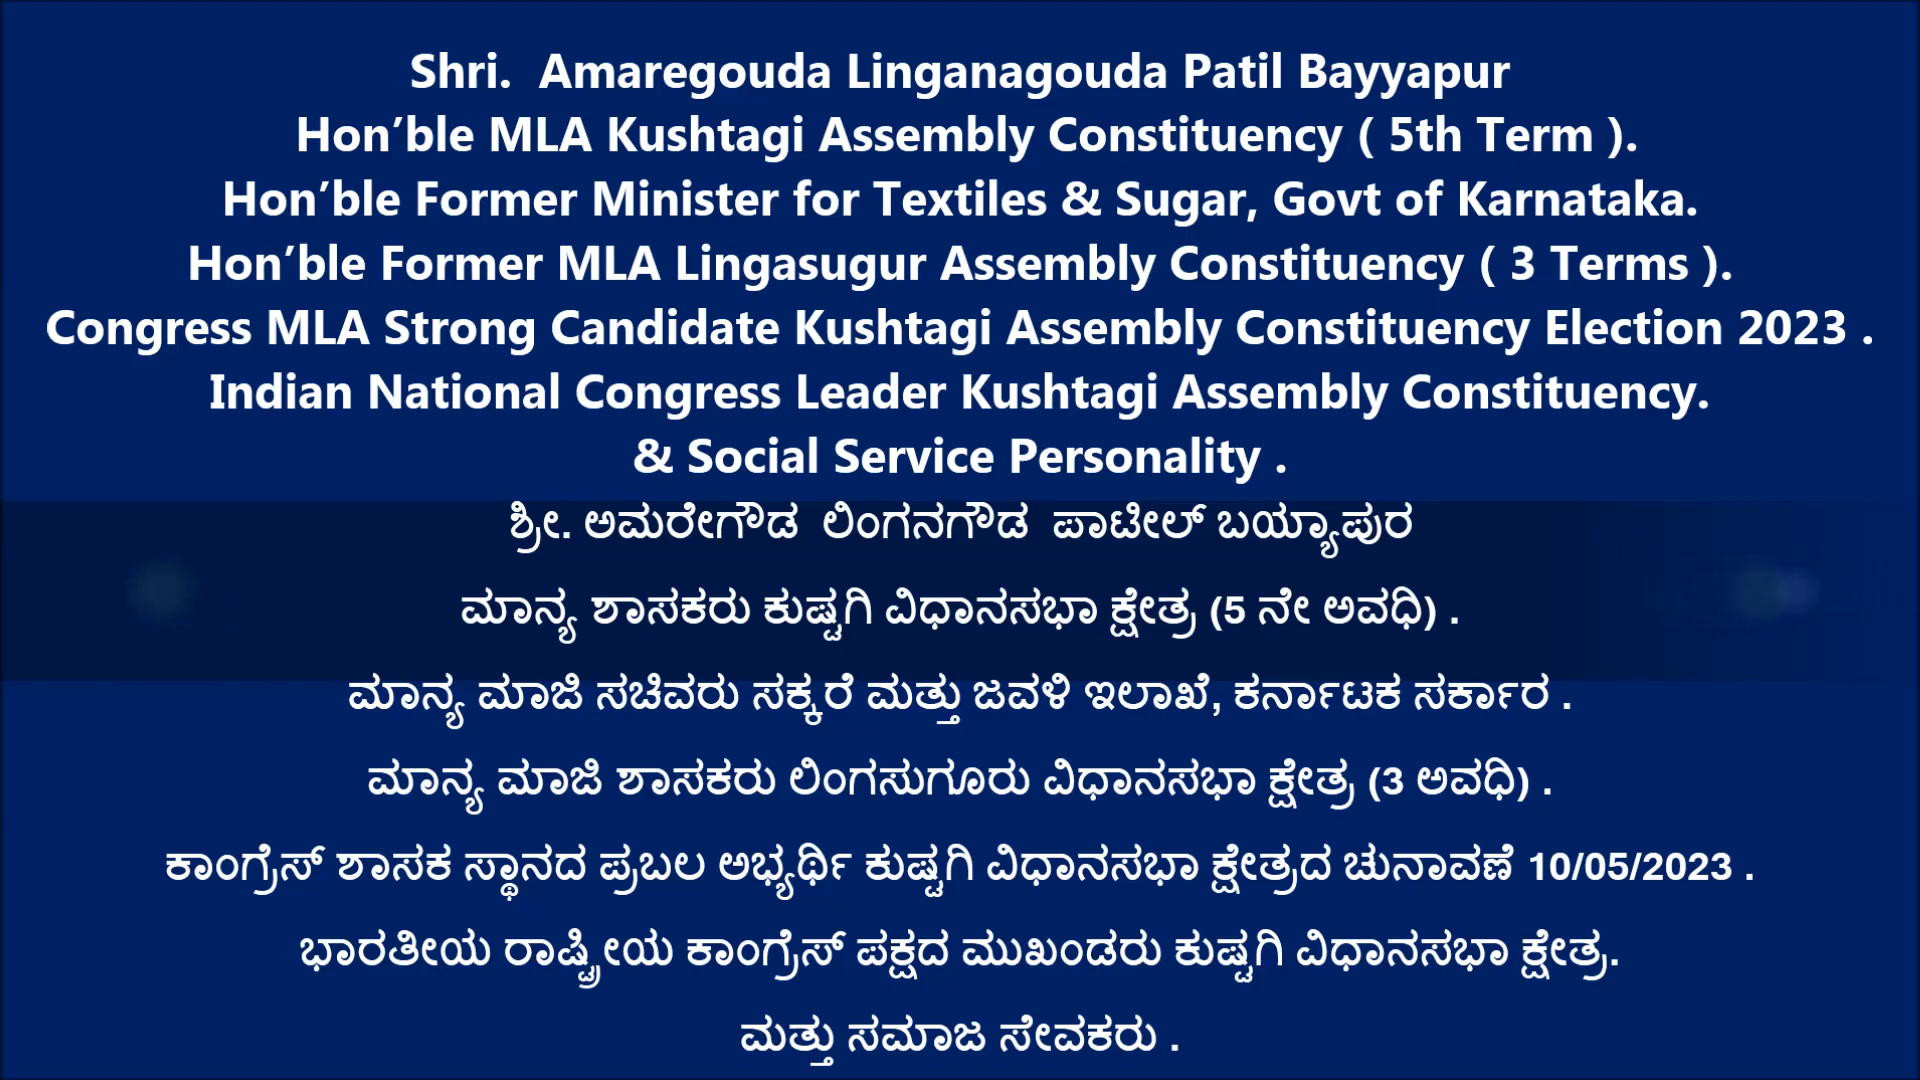 Shri.  Amaregouda Linganagouda Patil Bayyapur
Hon’ble MLA Kushtagi Assembly Constituency ( 5th Term ).
Hon’ble Former Minister for Textiles & Sugar, Govt of Karnataka.
Hon’ble Former MLA Lingasugur Assembly Constituency ( 3 Terms ).
Congress MLA Strong Candidate Kushtagi Assembly Constituency Election 2023 .
Indian National Congress Leader Kushtagi Assembly Constituency.
& Social Service Personality .
ಶ್ರೀ. ಅಮರೇಗೌಡ  ಲಿಂಗನಗೌಡ  ಪಾಟೀಲ್ ಬಯ್ಯಾಪುರ
ಮಾನ್ಯ ಶಾಸಕರು ಕುಷ್ಟಗಿ ವಿಧಾನಸಭಾ ಕ್ಷೇತ್ರ (5 ನೇ ಅವಧಿ) .
ಮಾನ್ಯ ಮಾಜಿ ಸಚಿವರು ಸಕ್ಕರೆ ಮತ್ತು ಜವಳಿ ಇಲಾಖೆ, ಕರ್ನಾಟಕ ಸರ್ಕಾರ .
ಮಾನ್ಯ ಮಾಜಿ ಶಾಸಕರು ಲಿಂಗಸುಗೂರು ವಿಧಾನಸಭಾ ಕ್ಷೇತ್ರ (3 ಅವಧಿ) .
ಕಾಂಗ್ರೆಸ್ ಶಾಸಕ ಸ್ಥಾನದ ಪ್ರಬಲ ಅಭ್ಯರ್ಥಿ ಕುಷ್ಟಗಿ ವಿಧಾನಸಭಾ ಕ್ಷೇತ್ರದ ಚುನಾವಣೆ 10/05/2023 .
ಭಾರತೀಯ ರಾಷ್ಟ್ರೀಯ ಕಾಂಗ್ರೆಸ್ ಪಕ್ಷದ ಮುಖಂಡರು ಕುಷ್ಟಗಿ ವಿಧಾನಸಭಾ ಕ್ಷೇತ್ರ.
ಮತ್ತು ಸಮಾಜ ಸೇವಕರು .